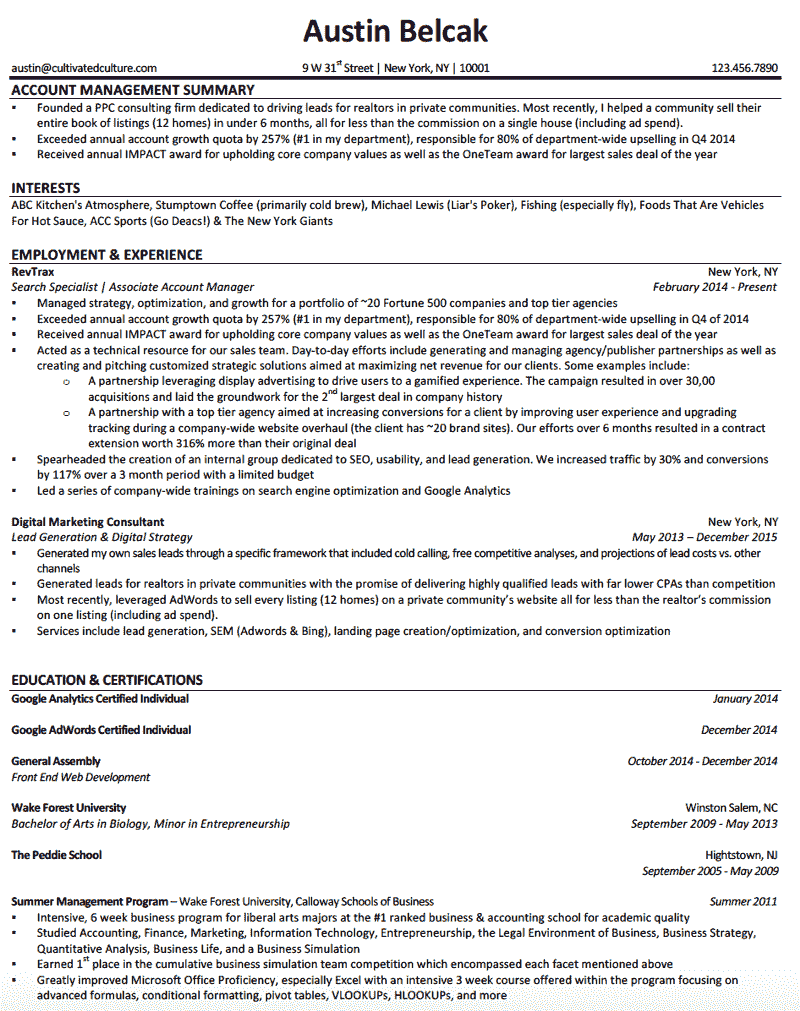 Austin Belcak
austin@cultivatedculture.com 9 W 31st Street | New York, NY | 10001 123.456.7890
ACCOUNT MANAGEMENT SUMMARY
▪ Founded a PPC consulting firm dedicated to driving leads for realtors in private communities. Most recently, I helped a community sell their
entire book of listings (12 homes) in under 6 months, all for less than the commission on a single house (including ad spend).
▪ Exceeded annual account growth quota by 257% (#1 in my department), responsible for 80% of department-wide upselling in Q4 2014
▪ Received annual IMPACT award for upholding core company values as well as the OneTeam award for largest sales deal of the year
INTERESTS
ABC Kitchen's Atmosphere, Stumptown Coffee (primarily cold brew), Michael Lewis (Liar's Poker), Fishing (especially fly), Foods That Are Vehicles
For Hot Sauce, ACC Sports (Go Deacs!) & The New York Giants
EMPLOYMENT & EXPERIENCE
RevTrax New York, NY
Search Specialist | Associate Account Manager February 2014 - Present
▪ Managed strategy, optimization, and growth for a portfolio of ~20 Fortune 500 companies and top tier agencies
▪ Exceeded annual account growth quota by 257% (#1 in my department), responsible for 80% of department-wide upselling in Q4 of 2014
▪ Received annual IMPACT award for upholding core company values as well as the OneTeam award for largest sales deal of the year
▪ Acted as a technical resource for our sales team. Day-to-day efforts include generating and managing agency/publisher partnerships as well as
creating and pitching customized strategic solutions aimed at maximizing net revenue for our clients. Some examples include:
o A partnership leveraging display advertising to drive users to a gamified experience. The campaign resulted in over 30,00
acquisitions and laid the groundwork for the 2nd largest deal in company history
o A partnership with a top tier agency aimed at increasing conversions for a client by improving user experience and upgrading
tracking during a company-wide website overhaul (the client has ~20 brand sites). Our efforts over 6 months resulted in a contract
extension worth 316% more than their original deal
▪ Spearheaded the creation of an internal group dedicated to SEO, usability, and lead generation. We increased traffic by 30% and conversions
by 117% over a 3 month period with a limited budget
▪ Led a series of company-wide trainings on search engine optimization and Google Analytics
Digital Marketing Consultant New York, NY
Lead Generation & Digital Strategy May 2013 – December 2015
▪ Generated my own sales leads through a specific framework that included cold calling, free competitive analyses, and projections of lead costs vs. other
channels
▪ Generated leads for realtors in private communities with the promise of delivering highly qualified leads with far lower CPAs than competition
▪ Most recently, leveraged AdWords to sell every listing (12 homes) on a private community's website all for less than the realtor's commission
on one listing (including ad spend).
▪ Services include lead generation, SEM (Adwords & Bing), landing page creation/optimization, and conversion optimization
EDUCATION & CERTIFICATIONS
Google Analytics Certified Individual January 2014
Google AdWords Certified Individual December 2014
General Assembly October 2014 - December 2014
Front End Web Development
Wake Forest University Winston Salem, NC
Bachelor of Arts in Biology, Minor in Entrepreneurship September 2009 - May 2013
The Peddie School Hightstown, NJ
September 2005 - May 2009
Summer Management Program – Wake Forest University, Calloway Schools of Business Summer 2011
▪ Intensive, 6 week business program for liberal arts majors at the #1 ranked business & accounting school for academic quality
▪ Studied Accounting, Finance, Marketing, Information Technology, Entrepreneurship, the Legal Environment of Business, Business Strategy,
Quantitative Analysis, Business Life, and a Business Simulation
▪ Earned 1st place in the cumulative business simulation team competition which encompassed each facet mentioned above
▪ Greatly improved Microsoft Office Proficiency, especially Excel with an intensive 3 week course offered within the program focusing on
advanced formulas, conditional formatting, pivot tables, VLOOKUPs, HLOOKUPs, and more